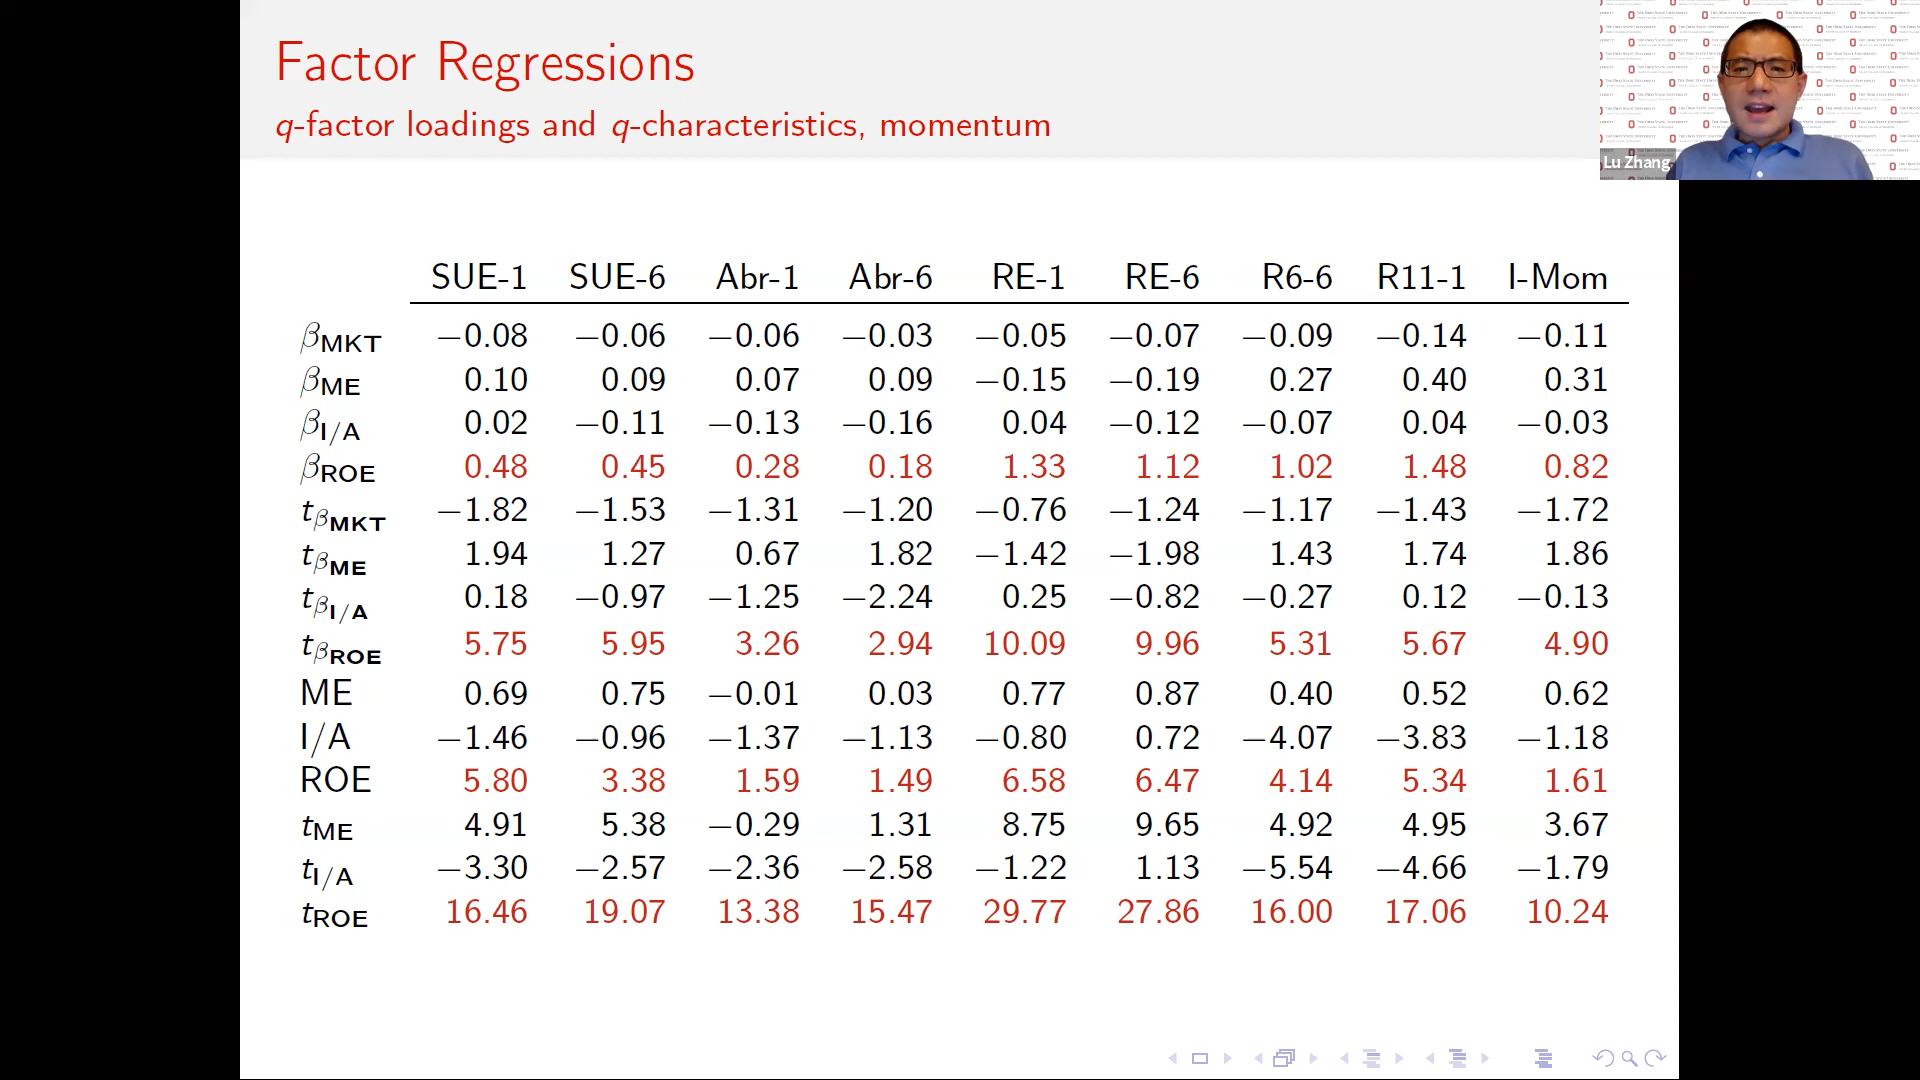 Factor Regressions
q-factor loadings and q-characteristics, momentum
Lu Zhang
SUE-1 SUE-6 Abr-1 Abr-6 RE-1 RE-6 R6-6 R11-1 I-Mom
βMKT −0.08 −0.06 −0.06 −0.03 −0.05 −0.07 −0.09 −0.14 −0.11
βME 0.10 0.09 0.07 0.09 −0.15 −0.19 0.27 0.40 0.31
βI/A 0.02 −0.11 −0.13 −0.16 0.04 −0.12 −0.07 0.04 −0.03
βROE 0.48 0.45 0.28 0.18 1.33 1.12 1.02 1.48 0.82
tβMKT −1.82 −1.53 −1.31 −1.20 −0.76 −1.24 −1.17 −1.43 −1.72
tβME 1.94 1.27 0.67 1.82 −1.42 −1.98 1.43 1.74 1.86
tβI/A 0.18 −0.97 −1.25 −2.24 0.25 −0.82 −0.27 0.12 −0.13
tβROE 5.75 5.95 3.26 2.94 10.09 9.96 5.31 5.67 4.90
ME 0.69 0.75 −0.01 0.03 0.77 0.87 0.40 0.52 0.62
I/A −1.46 −0.96 −1.37 −1.13 −0.80 0.72 −4.07 −3.83 −1.18
ROE 5.80 3.38 1.59 1.49 6.58 6.47 4.14 5.34 1.61
tME 4.91 5.38 −0.29 1.31 8.75 9.65 4.92 4.95 3.67
tI/A −3.30 −2.57 −2.36 −2.58 −1.22 1.13 −5.54 −4.66 −1.79
tROE 16.46 19.07 13.38 15.47 29.77 27.86 16.00 17.06 10.24